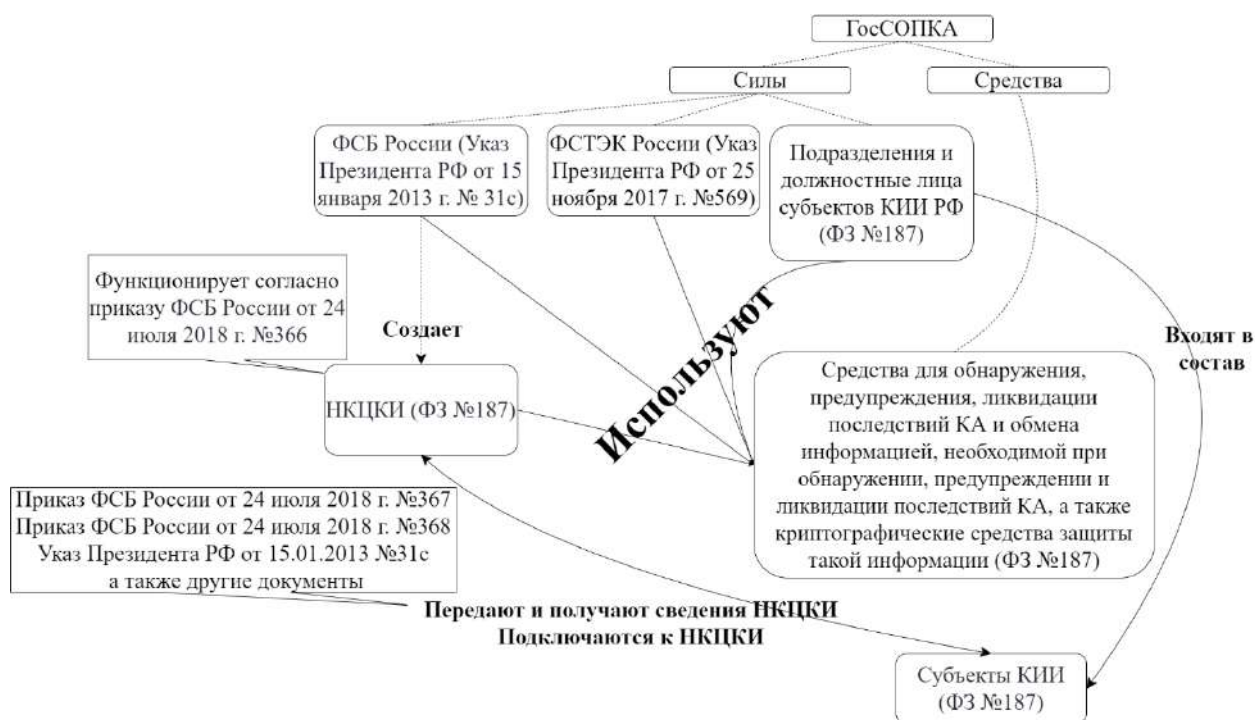 ГосСОПКА
Силы
Средства
ФСБ России (Указ
Президента РФ от 15
января 2013 г. № 31с)
ФСТЭК России (Указ
Президента РФ от 25
ноября 2017 г. №569)
Подразделения и
должностные лица
субъектов КИИ РФ
(ФЗ №187)
Функционирует согласно
приказу ФСБ России от 24
июля 2018 г. №366
Создает
Используют
Входят в
состав
НКЦКИ (ФЗ №187)
Средства для обнаружения,
предупреждения, ликвидации
последствий КА и обмена
информацией, необходимой при
обнаружении, предупреждении и
ликвидации последствий КА, а также
криптографические средства защиты
такой информации (ФЗ №187)
Приказ ФСБ России от 24 июля 2018 г. №367
Приказ ФСБ России от 24 июля 2018 г. №368
Указ Президента РФ от 15.01.2013 №31с
а также другие документы
Передают и получают сведения НКЦКИ
Подключаются к НКЦКИ
Субъекты КИИ
(ФЗ №187)